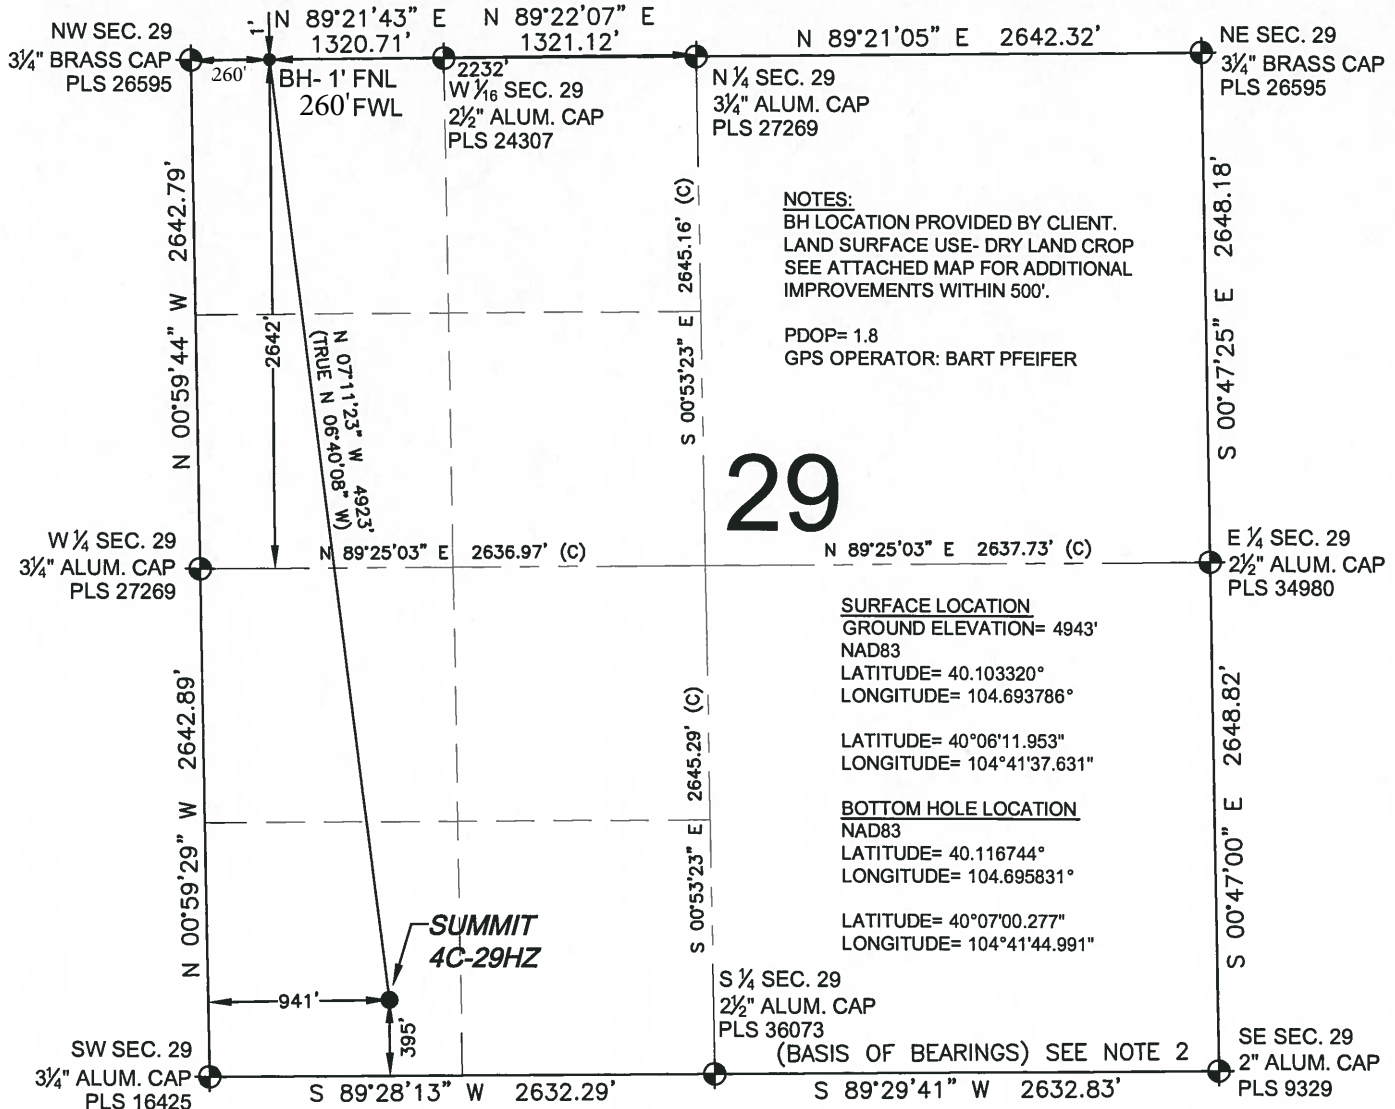 1'
N 89°21'43" E
1320.71'
N 89°22'07" E
1321.12'
N 89°21'05" E 2642.32'
NW SEC. 29
3¼" BRASS CAP
PLS 26595
260'
BH- 1' FNL
260' FWL
2232'
W 1⁄16 SEC. 29
2½" ALUM. CAP
PLS 24307
N ¼ SEC. 29
3¼" ALUM. CAP
PLS 27269
NE SEC. 29
3¼" BRASS CAP
PLS 26595
N 00°59'44" W 2642.79'
2642'
N 07°11'23" W 4923'
(TRUE N 06°40'08" W)
S 00°53'23" E 2645.16' (C)
NOTES:
BH LOCATION PROVIDED BY CLIENT.
LAND SURFACE USE- DRY LAND CROP
SEE ATTACHED MAP FOR ADDITIONAL
IMPROVEMENTS WITHIN 500'.
PDOP= 1.8
GPS OPERATOR: BART PFEIFER
S 00°47'25" E 2648.18'
29
W ¼ SEC. 29
3¼" ALUM. CAP
PLS 27269
N 89°25'03" E 2636.97' (C)
N 89°25'03" E 2637.73' (C)
E ¼ SEC. 29
2½" ALUM. CAP
PLS 34980
N 00°59'29" W 2642.89'
S 00°53'23" E 2645.29' (C)
SURFACE LOCATION
GROUND ELEVATION= 4943'
NAD83
LATITUDE= 40.103320°
LONGITUDE= 104.693786°
LATITUDE= 40°06'11.953"
LONGITUDE= 104°41'37.631"
BOTTOM HOLE LOCATION
NAD83
LATITUDE= 40.116744°
LONGITUDE= 104.695831°
LATITUDE= 40°07'00.277"
LONGITUDE= 104°41'44.991"
S 00°47'00" E 2648.82'
SUMMIT
4C-29HZ
941'
395'
SW SEC. 29
3¼" ALUM. CAP
PLS 16425
S 89°28'13" W 2632.29'
S ¼ SEC. 29
2½" ALUM. CAP
PLS 36073
(BASIS OF BEARINGS) SEE NOTE 2
S 89°29'41" W 2632.83'
SE SEC. 29
2" ALUM. CAP
PLS 9329